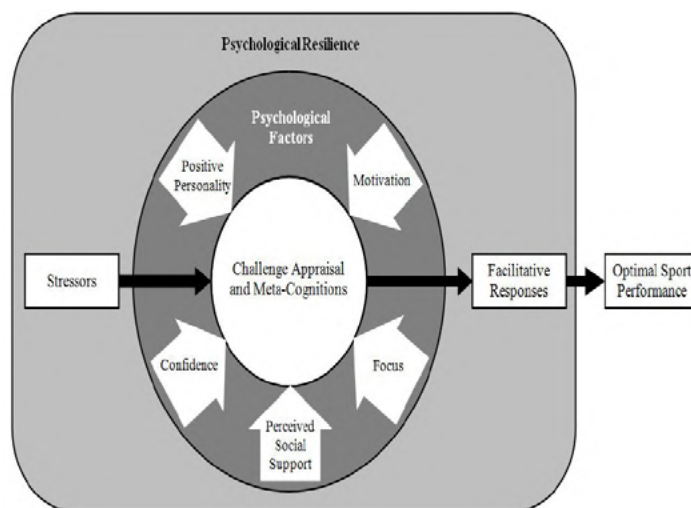 Psychological Resilience
Psychological
Factors
Positive
Personality
Motivation
Stressors
Challenge Appraisal
and Meta-Cognitions
Facilitative
Responses
Optimal Sport
Performance
Confidence
Focus
Perceived
Social
Support